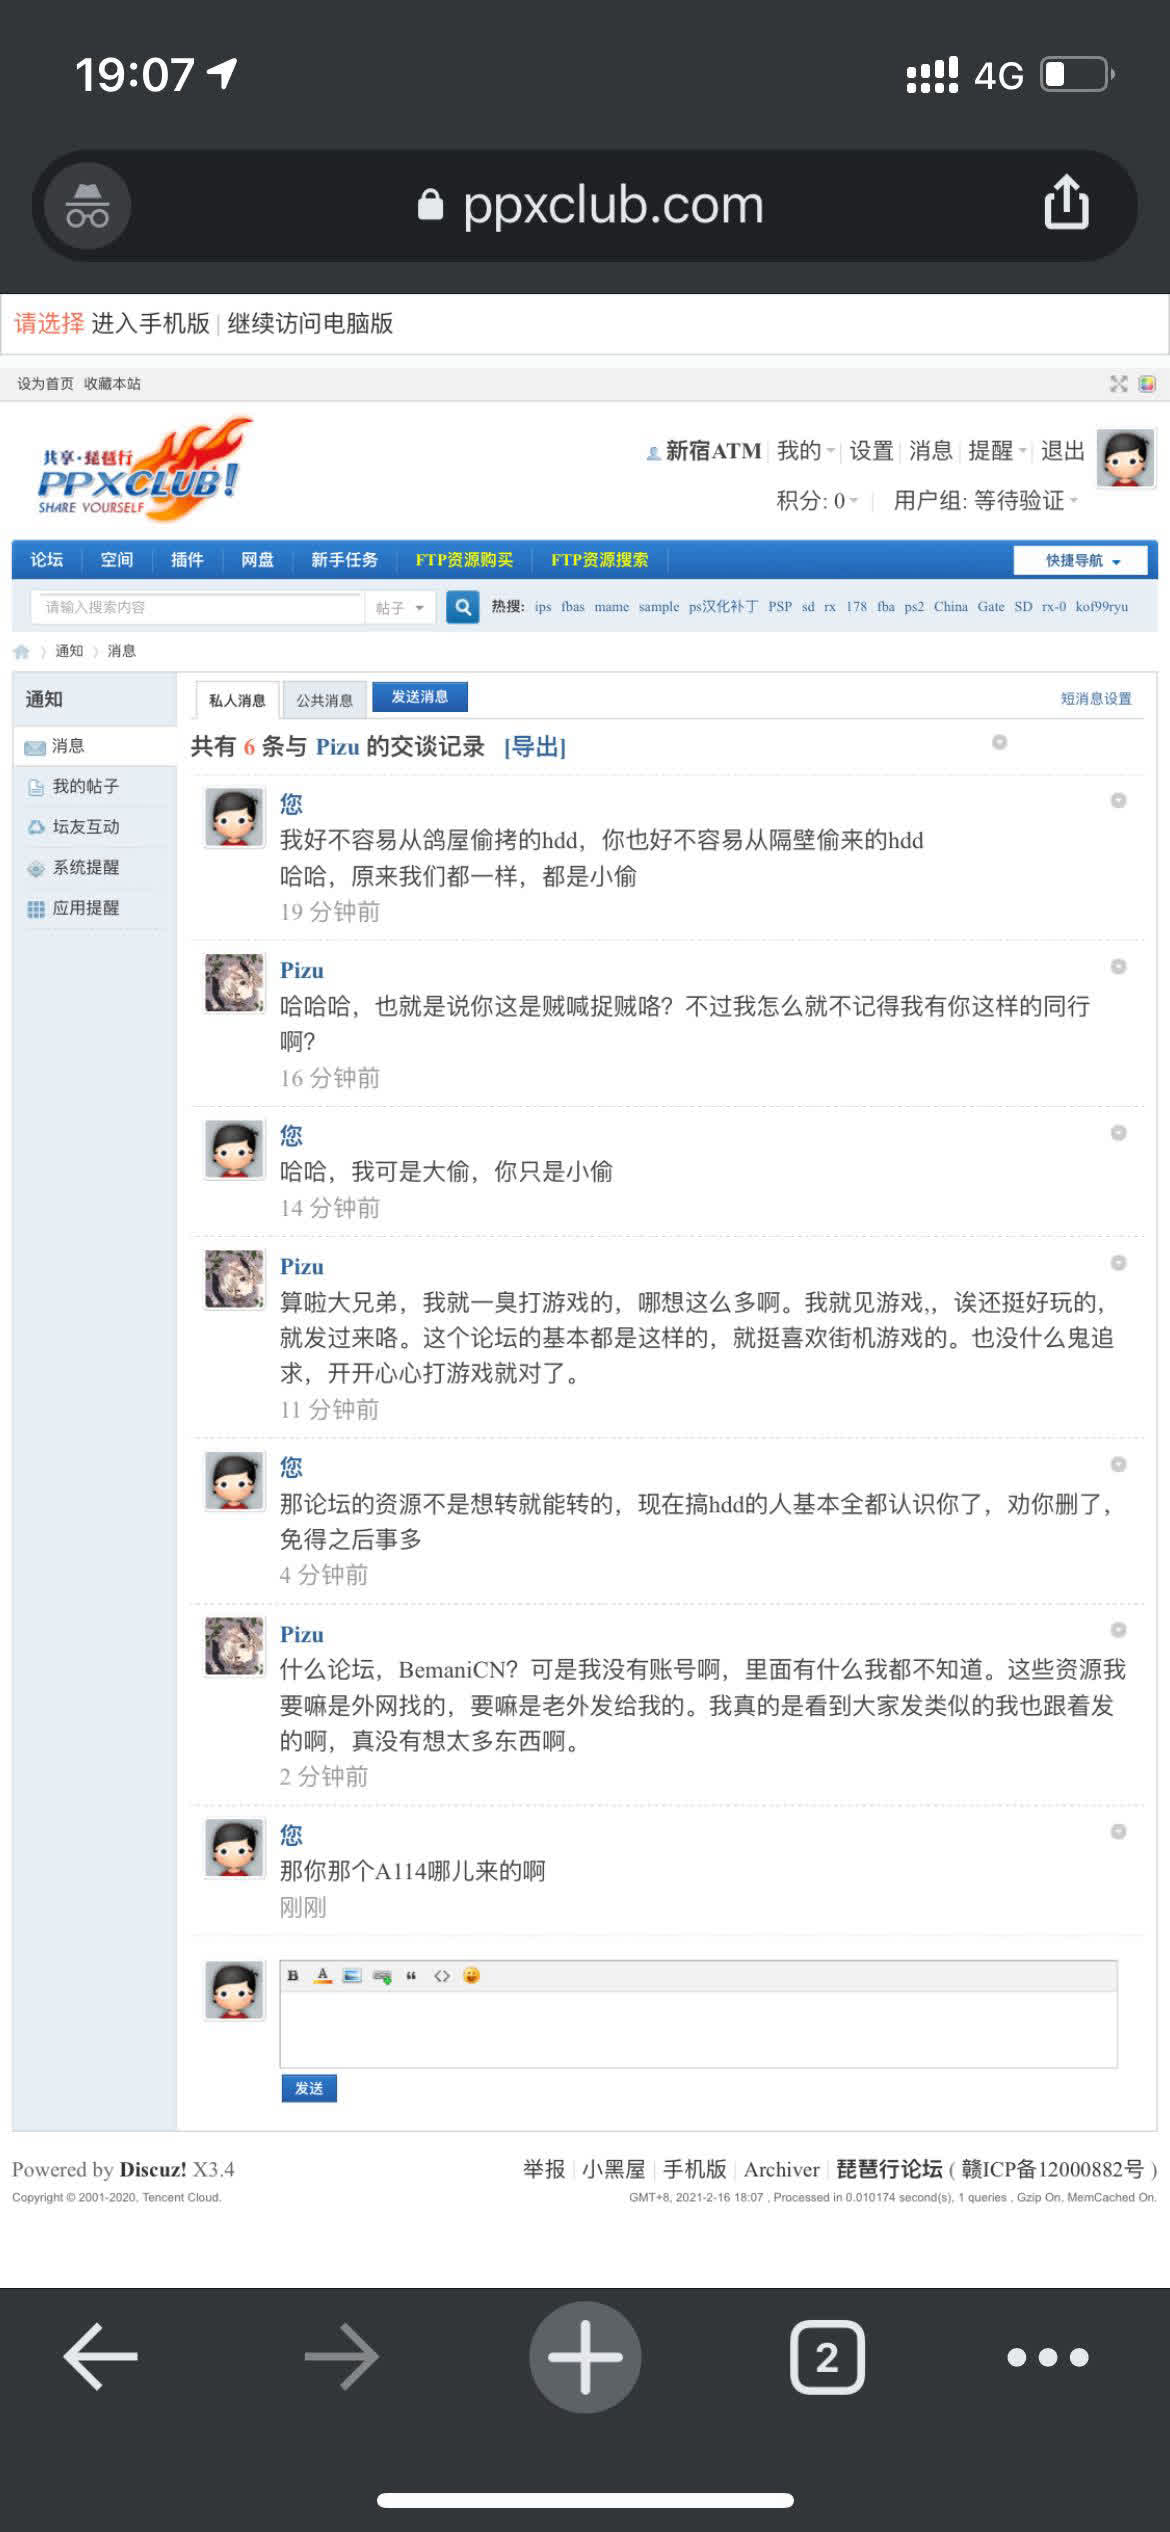 19:07
4G
ppxclub.com
请选择 进入手机版 | 继续访问电脑版
设为首页 收藏本站
共享·琵琶行
PPXCLUB!
SHARE YOURSELF
新宿ATM | 我的 | 设置 | 消息 | 提醒 | 退出
积分: 0 | 用户组: 等待验证
论坛 空间 插件 网盘 新手任务 FTP资源购买 FTP资源搜索 快捷导航
请输入搜索内容 帖子 热搜: ips fbas mame sample ps汉化补丁 PSP sd rx 178 fba ps2 China Gate SD rx-0 kof99ryu
通知 消息
通知
消息
我的帖子
坛友互动
系统提醒
应用提醒
私人消息 公共消息 发送消息 短消息设置
共有 6 条与 Pizu 的交谈记录 [导出]
您
我好不容易从鸽屋偷拷的hdd，你也好不容易从隔壁偷来的hdd
哈哈，原来我们都一样，都是小偷
19 分钟前
Pizu
哈哈哈，也就是说你这是贼喊捉贼咯？不过我怎么就不记得我有你这样的同行
啊？
16 分钟前
您
哈哈，我可是大偷，你只是小偷
14 分钟前
Pizu
算啦大兄弟，我就一臭打游戏的，哪想这么多啊。我就见游戏,，诶还挺好玩的，
就发过来咯。这个论坛的基本都是这样的，就挺喜欢街机游戏的。也没什么鬼追
求，开开心心打游戏就对了。
11 分钟前
您
那论坛的资源不是想转就能转的，现在搞hdd的人基本全都认识你了，劝你删了，
免得之后事多
4 分钟前
Pizu
什么论坛，BemaniCN？可是我没有账号啊，里面有什么我都不知道。这些资源我
要嘛是外网找的，要嘛是老外发给我的。我真的是看到大家发类似的我也跟着发
的啊，真没有想太多东西啊。
2 分钟前
您
那你那个A114哪儿来的啊
刚刚
B A “ <>
发送
Powered by Discuz! X3.4
举报 | 小黑屋 | 手机版 | Archiver | 琵琶行论坛 ( 赣ICP备12000882号 )
Copyright © 2001-2020, Tencent Cloud.
GMT+8, 2021-2-16 18:07 , Processed in 0.010174 second(s), 1 queries , Gzip On, MemCached On.
2